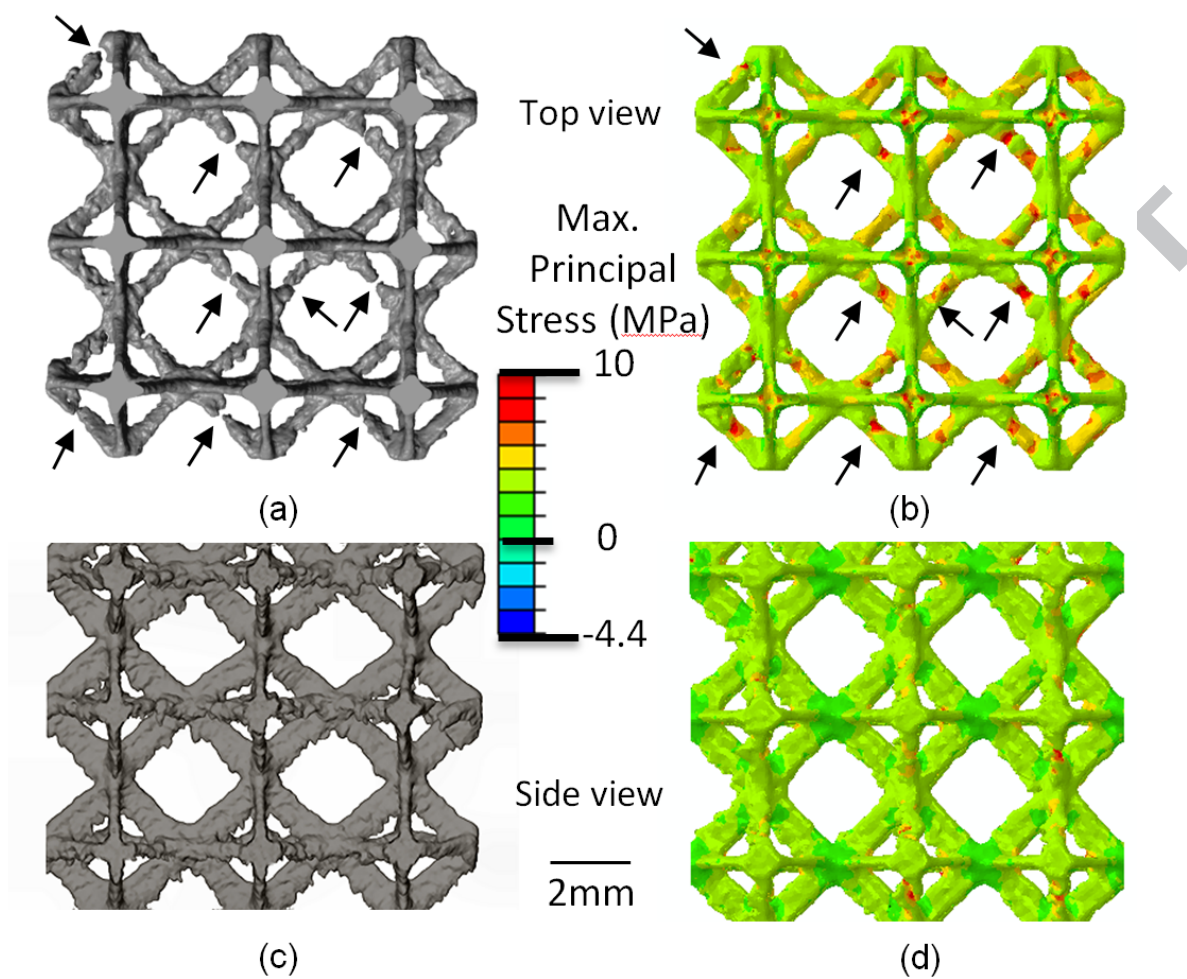 Top view
Max.
Principal
Stress (MPa)
10
0
-4.4
(a)
(b)
Side view
2mm
(c)
(d)